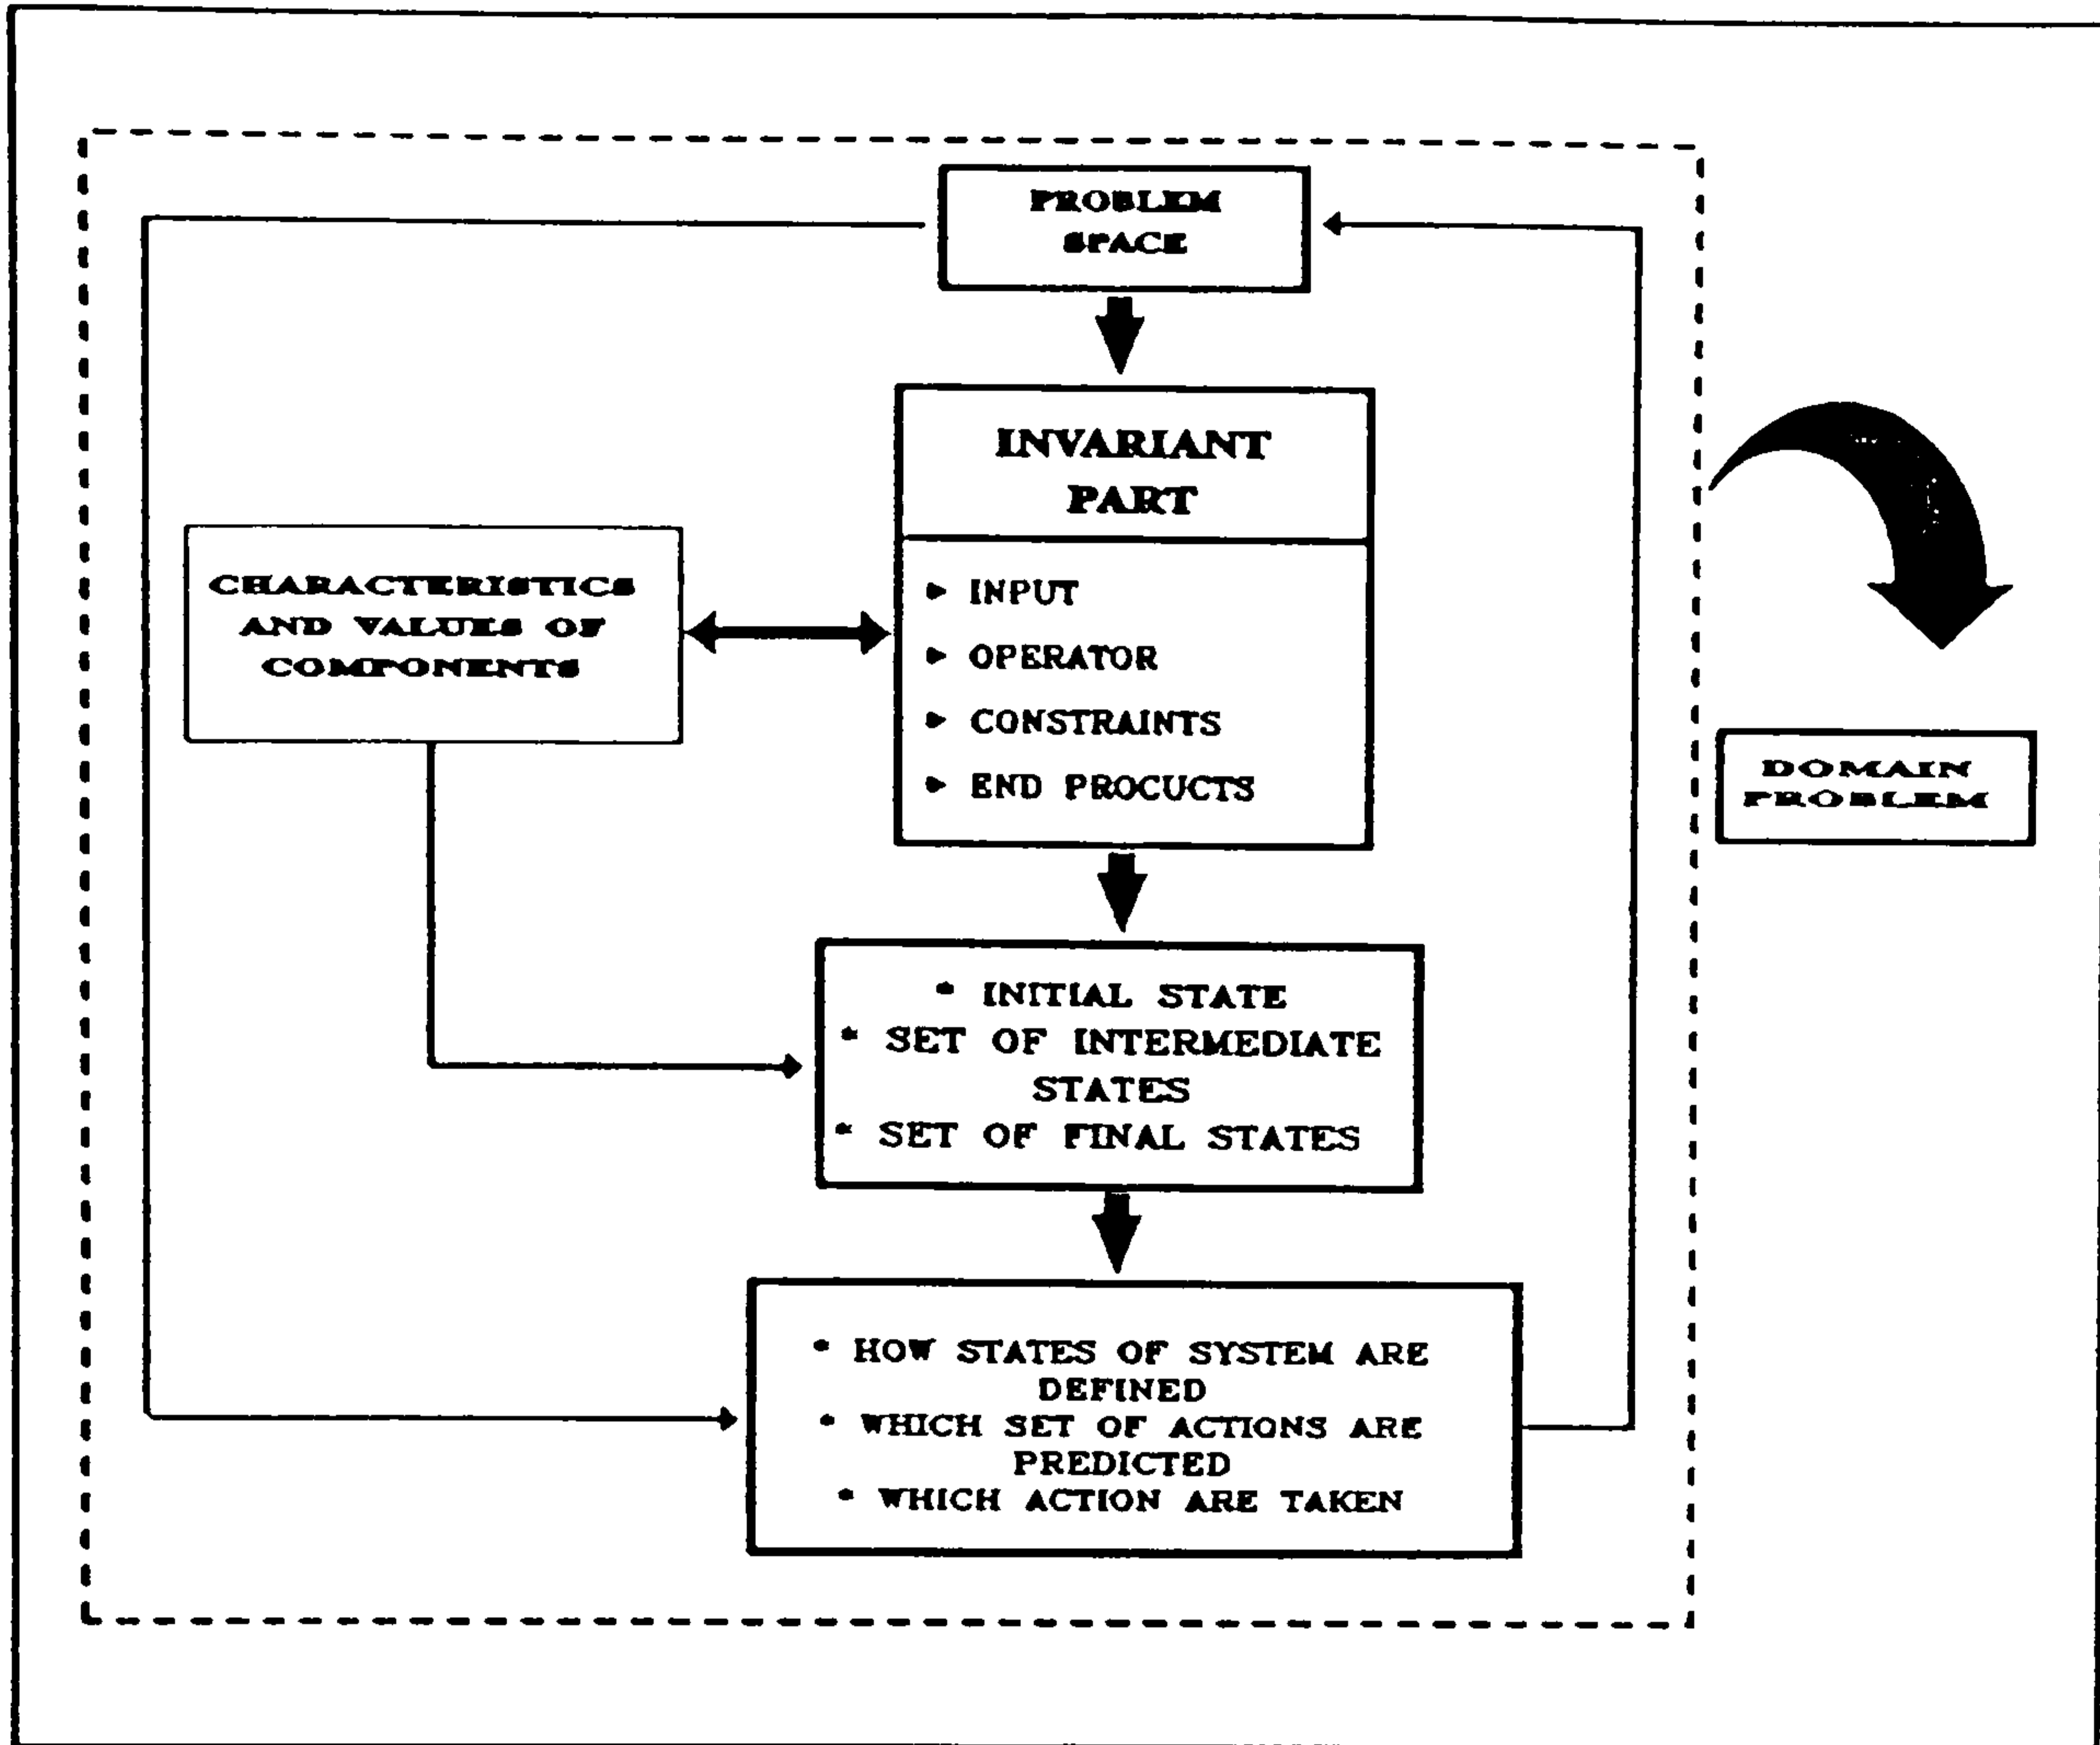 PROBLEM
SPACE
INVARIANT
PART
CHARACTERISTICS
AND VALUES OF
COMPONENTS
► INPUT
► OPERATOR
► CONSTRAINTS
► END PROCUCTS
DOMAIN
PROBLEM
* INITIAL STATE
* SET OF INTERMEDIATE
STATES
* SET OF FINAL STATES
* HOW STATES OF SYSTEM ARE
DEFINED
* WHICH SET OF ACTIONS ARE
PREDICTED
* WHICH ACTION ARE TAKEN